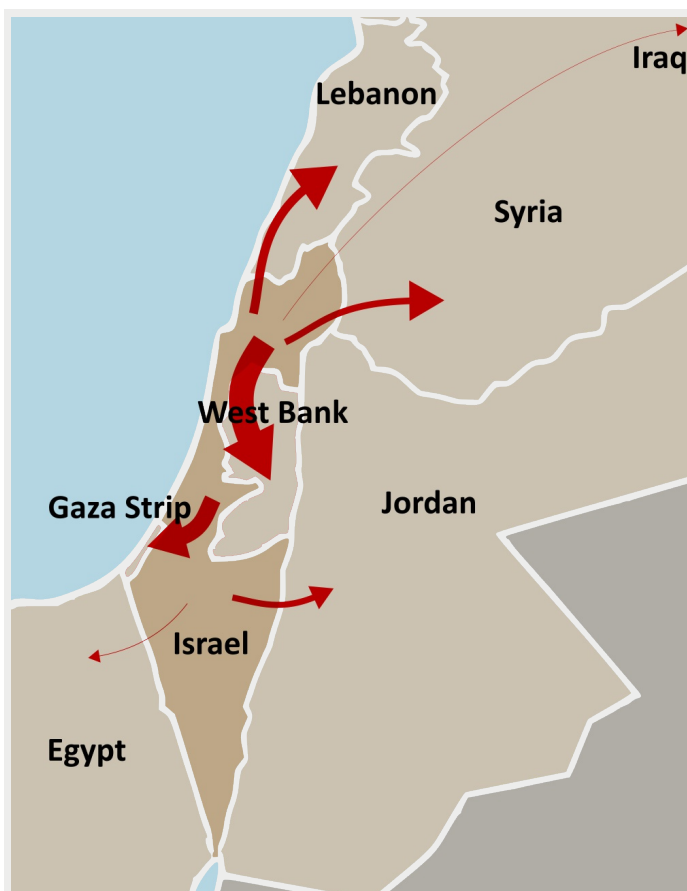 Iraq
Lebanon
Syria
West Bank
Gaza Strip
Jordan
Israel
Egypt